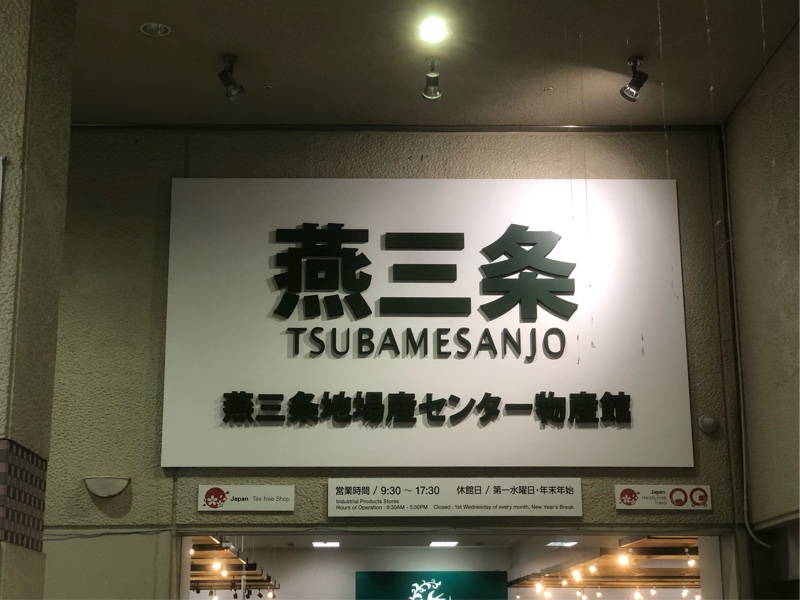 燕三条
TSUBAMESANJO
燕三条地場産センター物産館
Japan Tax-free Shop
営業時間 / 9:30 ～ 17:30 休館日 / 第一水曜日・年末年始
Industrial Products Stores
Hours of Operation : 9:30AM - 5:30PM Closed : 1st Wednesday of every month, New Year's Break
Japan
Hands-Free
Travel